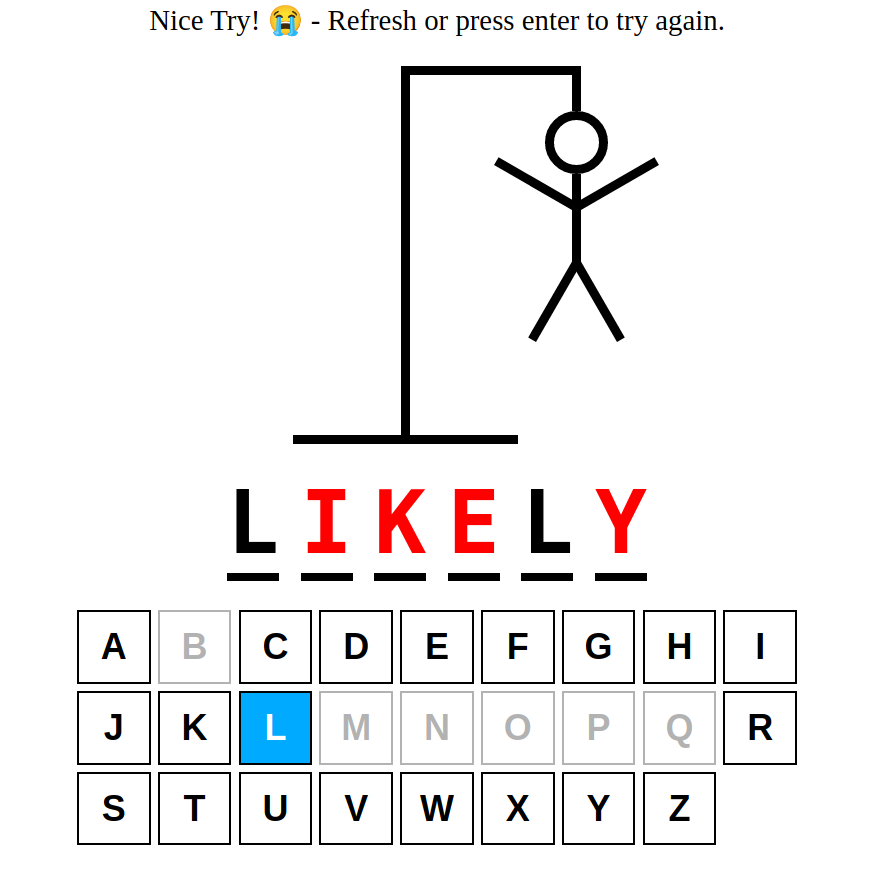 Nice Try! 😭 - Refresh or press enter to try again.
L I K E L Y
A B C D E F G H I
J K L M N O P Q R
S T U V W X Y Z